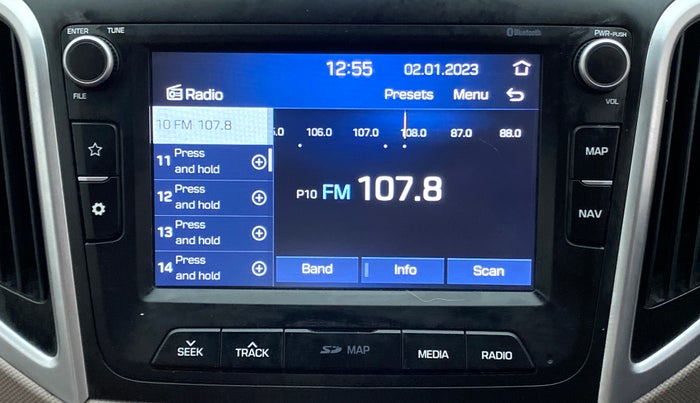 ENTER TUNE
Bluetooth
PWR-PUSH
12:55 02.01.2023
Radio
Presets Menu
FILE
VOL
10 FM 107.8
.0 106.0 107.0 108.0 87.0 88.0
11 Press and hold
12 Press and hold
13 Press and hold
14 Press and hold
P10 FM 107.8
MAP
NAV
Band Info Scan
SEEK TRACK SD MAP MEDIA RADIO